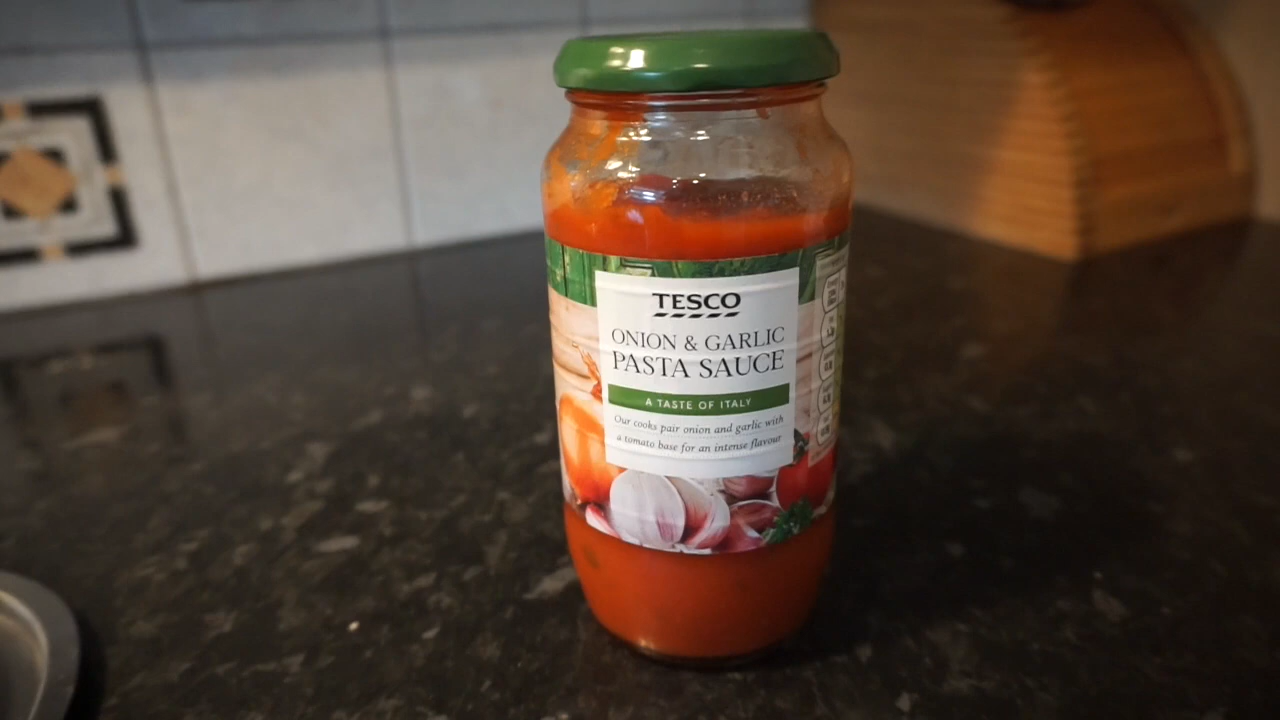 TESCO
ONION & GARLIC
PASTA SAUCE
A TASTE OF ITALY
Our cooks pair onion and garlic with
a tomato base for an intense flavour